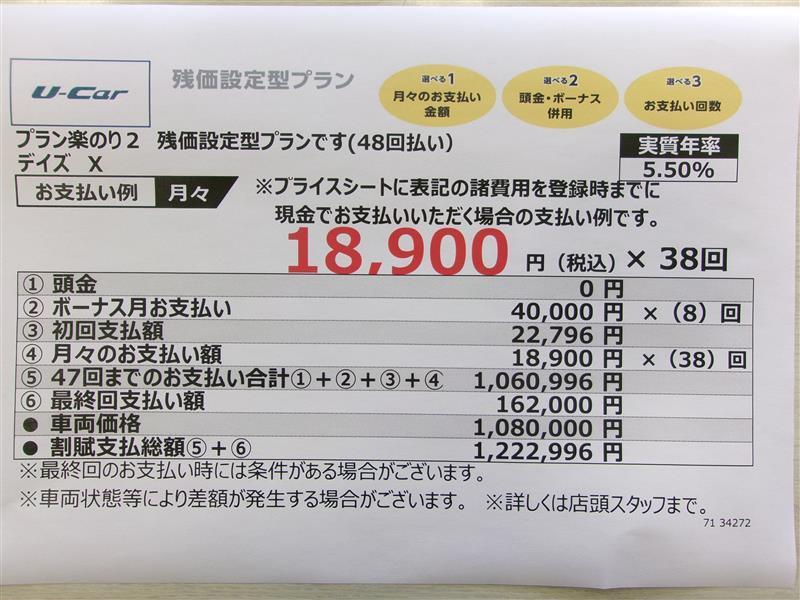 U-Car
残価設定型プラン
選べる1
月々のお支払い
金額
選べる2
頭金・ボーナス
併用
選べる3
お支払い回数
プラン楽のり2 残価設定型プランです(48回払い)
デイズ X
実質年率
5.50%
お支払い例 月々
※プライスシートに表記の諸費用を登録時までに
現金でお支払いいただく場合の支払い例です。
18,900 円(税込)× 38回
① 頭金 0 円
② ボーナス月お支払い 40,000 円 ×(8)回
③ 初回支払額 22,796 円
④ 月々のお支払い額 18,900 円 ×(38)回
⑤ 47回までのお支払い合計①+②+③+④ 1,060,996 円
⑥ 最終回支払い額 162,000 円
● 車両価格 1,080,000 円
● 割賦支払総額⑤+⑥ 1,222,996 円
※最終回のお支払い時には条件がある場合がございます。
※車両状態等により差額が発生する場合がございます。 ※詳しくは店頭スタッフまで。
71 34272